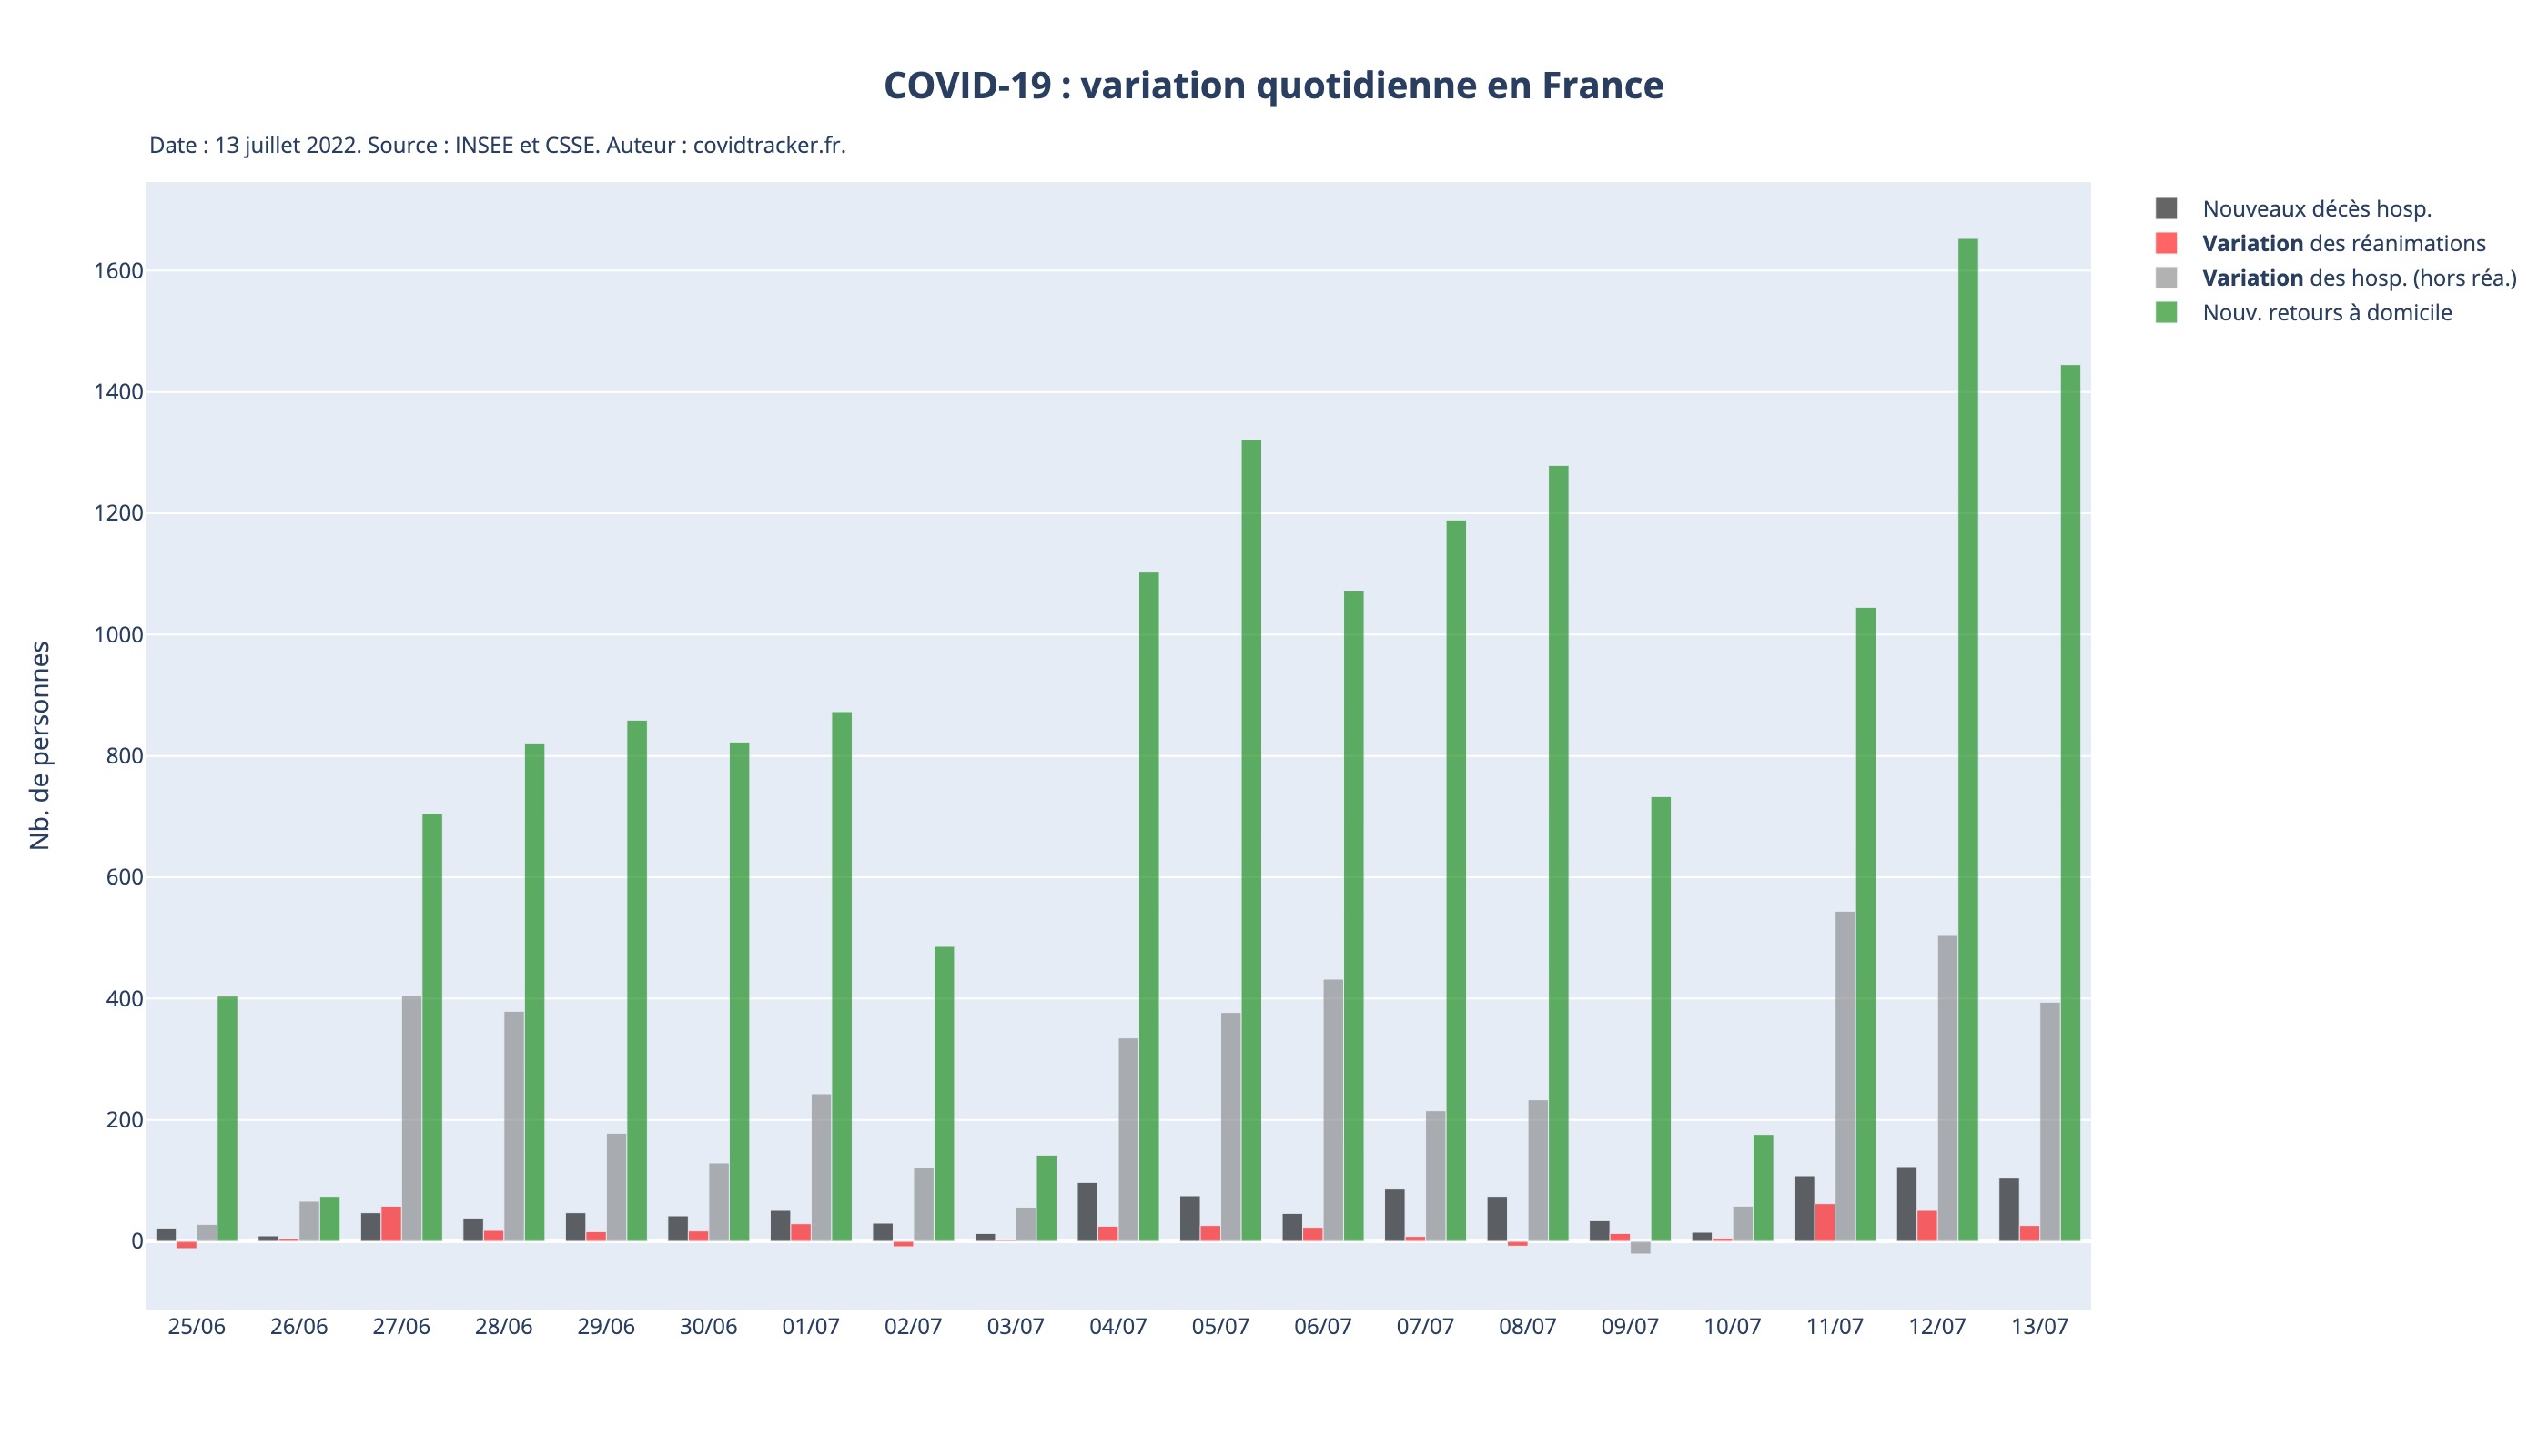 COVID-19 : variation quotidienne en France
Date : 13 juillet 2022. Source : INSEE et CSSE. Auteur : covidtracker.fr.
Nouveaux décès hosp.
Variation des réanimations
Variation des hosp. (hors réa.)
Nouv. retours à domicile
Nb. de personnes
1600
1400
1200
1000
800
600
400
200
0
25/06 26/06 27/06 28/06 29/06 30/06 01/07 02/07 03/07 04/07 05/07 06/07 07/07 08/07 09/07 10/07 11/07 12/07 13/07